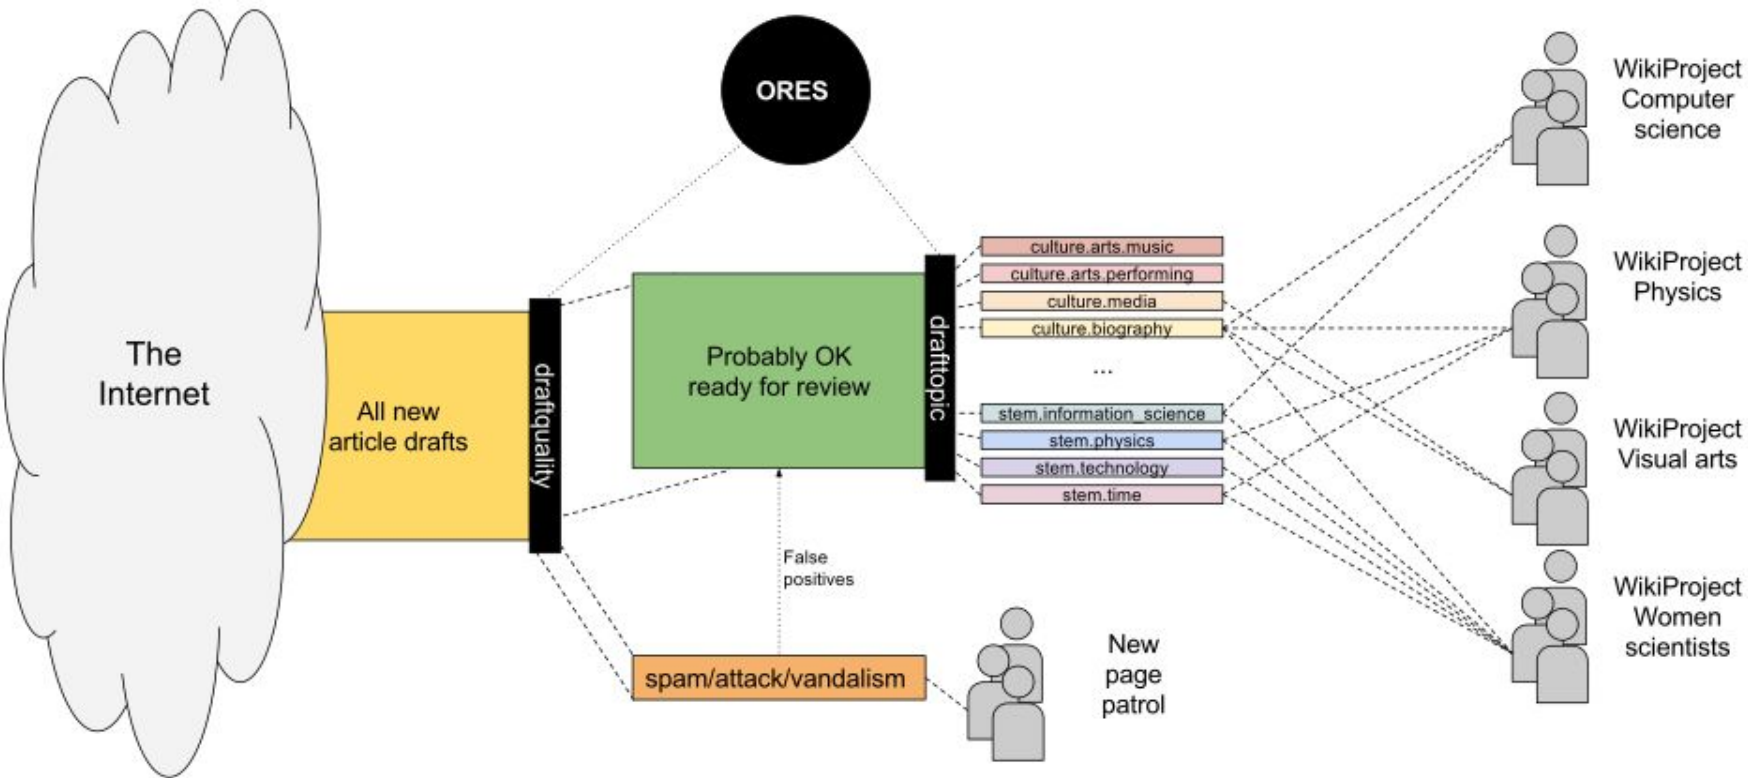 The
Internet
All new
article drafts
draftquality
ORES
Probably OK
ready for review
drafttopic
False
positives
spam/attack/vandalism
New
page
patrol
culture.arts.music
culture.arts.performing
culture.media
culture.biography
...
stem.information_science
stem.physics
stem.technology
stem.time
WikiProject
Computer
science
WikiProject
Physics
WikiProject
Visual arts
WikiProject
Women
scientists